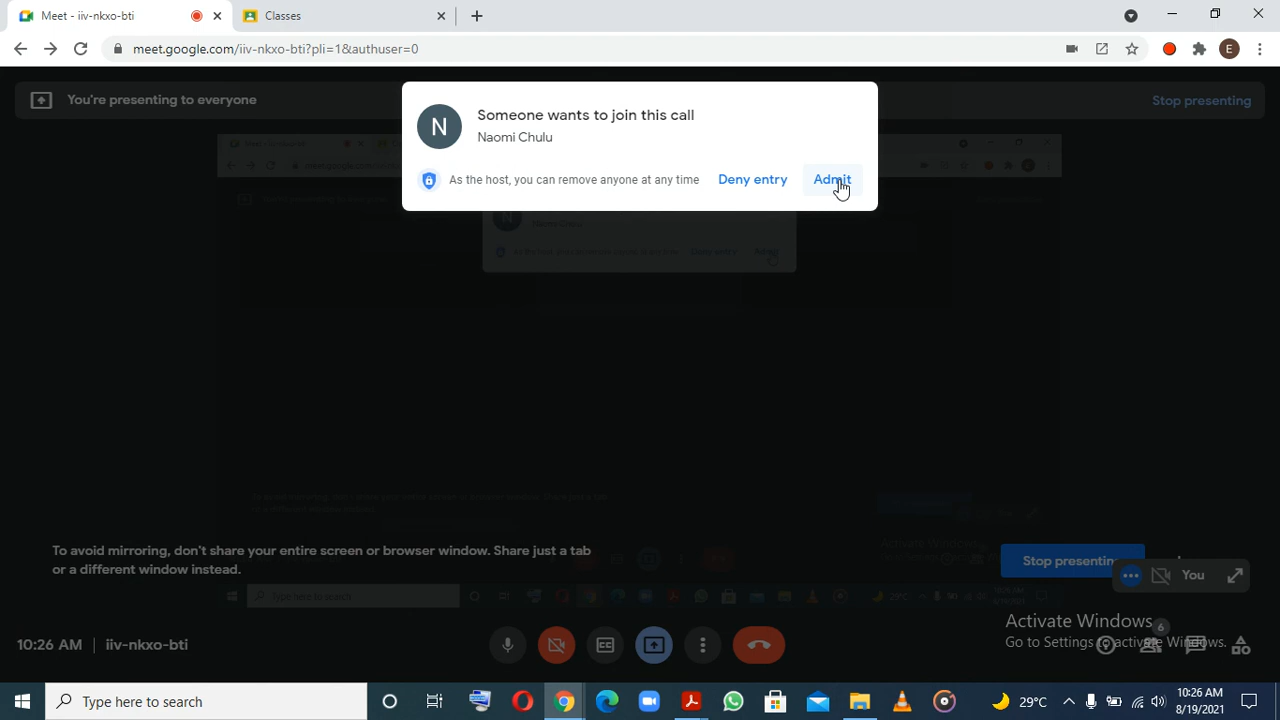 Meet - iiv-nkxo-bti
Classes
meet.google.com/iiv-nkxo-bti?pli=1&authuser=0
E
You're presenting to everyone
Stop presenting
N
Someone wants to join this call
Naomi Chulu
As the host, you can remove anyone at any time
Deny entry
Admit
To avoid mirroring, don't share your entire screen or browser window. Share just a tab
or a different window instead.
Stop presenting
You
Activate Windows
Go to Settings to activate Windows.
6
10:26 AM | iiv-nkxo-bti
CC
Type here to search
29°C
10:26 AM
8/19/2021